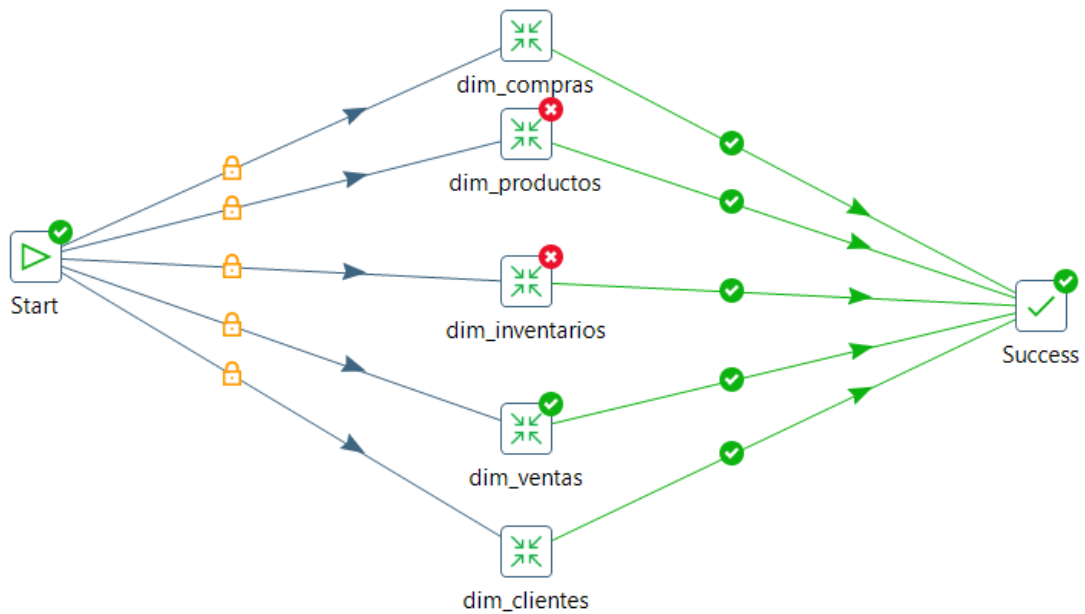 dim_compras
dim_productos
Start
dim_inventarios
Success
dim_ventas
dim_clientes